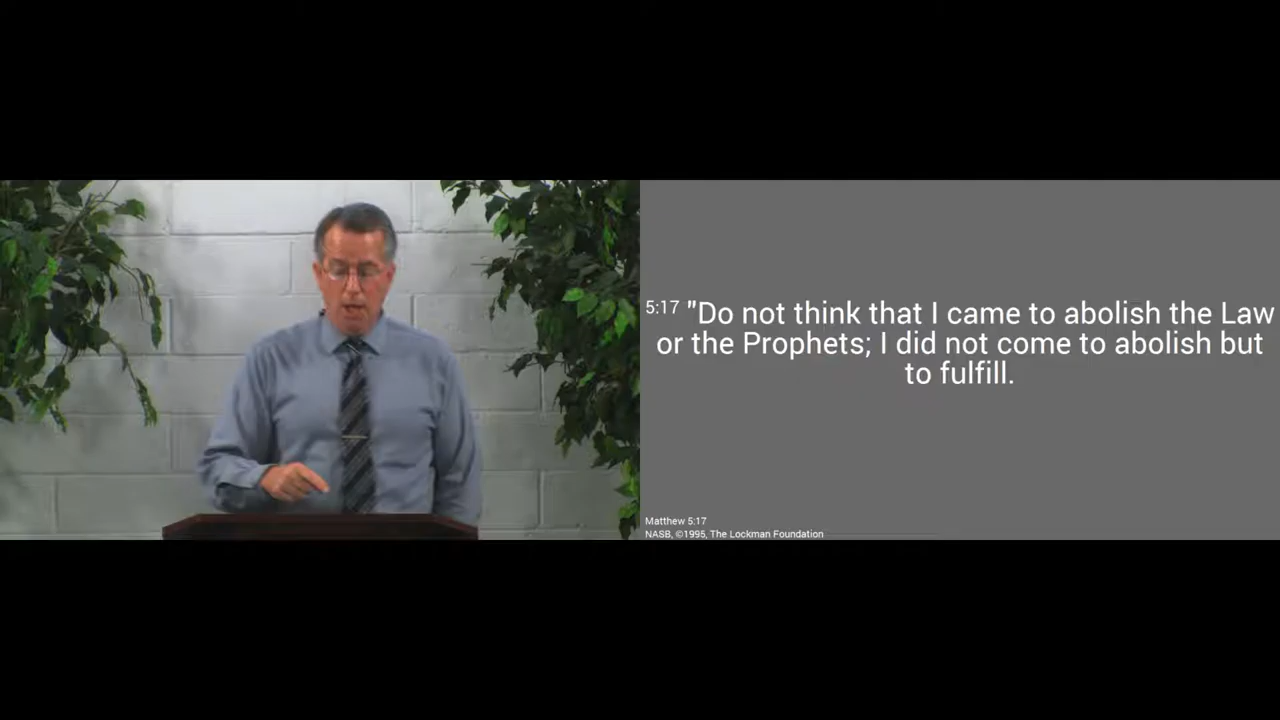 5:17 "Do not think that I came to abolish the Law
or the Prophets; I did not come to abolish but
to fulfill.
Matthew 5:17
NASB, ©1995, The Lockman Foundation